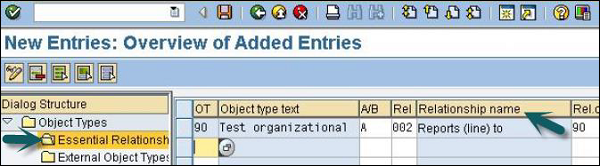 New Entries: Overview of Added Entries
Dialog Structure
Object Types
Essential Relationsh
External Object Types
OT Object type text A/B Rel Relationship name Rel.o
90 Test organizational A 002 Reports (line) to 90